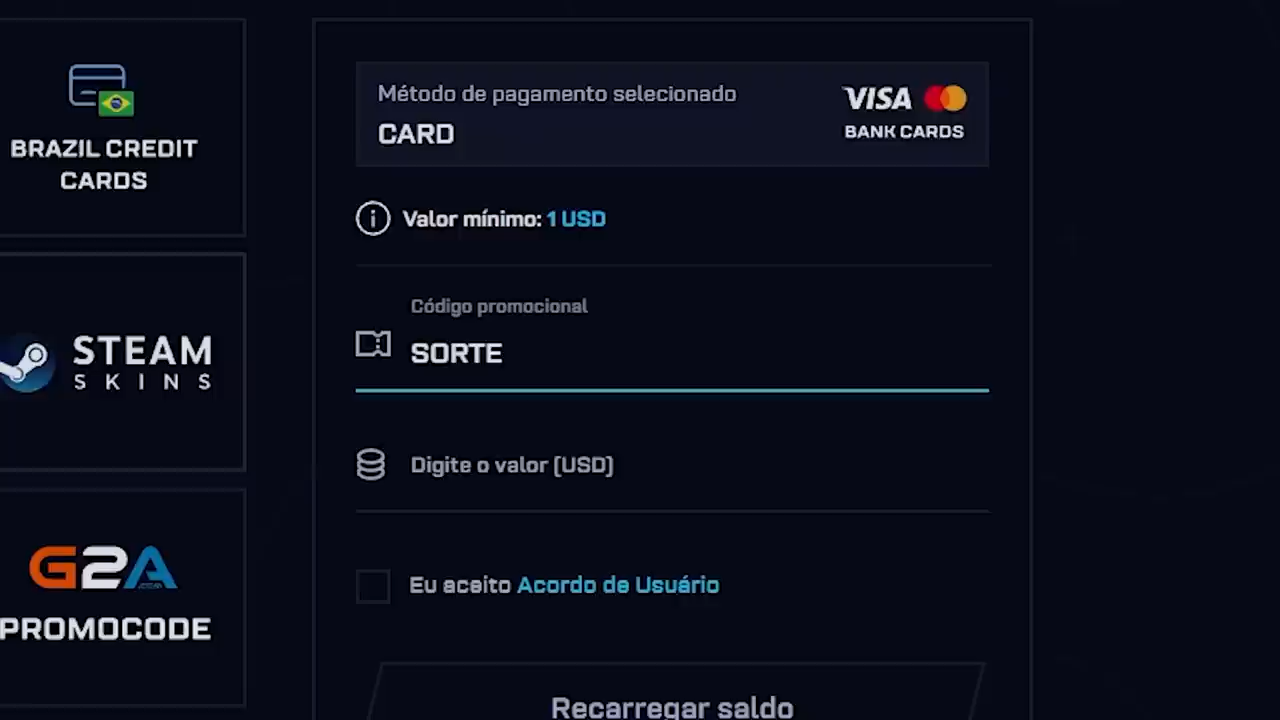 BRAZIL CREDIT
CARDS
STEAM
SKINS
G2A
PROMOCODE
Método de pagamento selecionado
CARD
VISA
BANK CARDS
Valor mínimo: 1 USD
Código promocional
SORTE
Digite o valor (USD)
Eu aceito Acordo de Usuário
Recarregar saldo